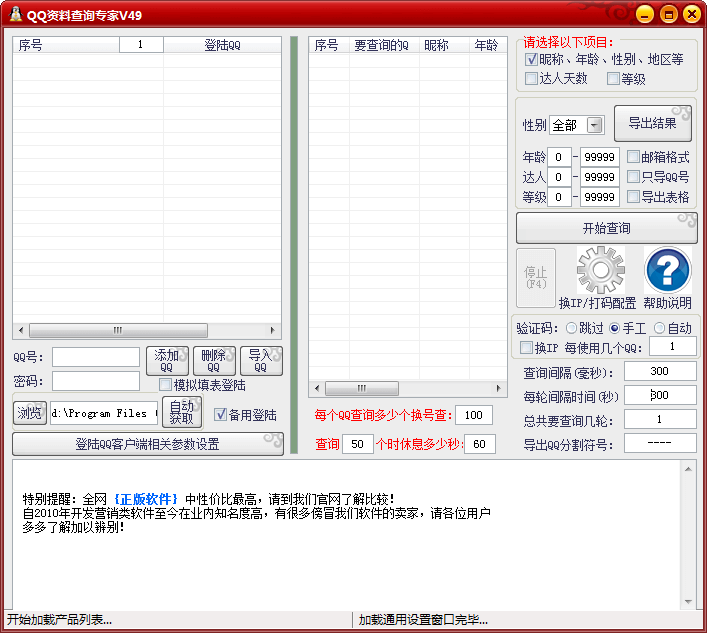 QQ资料查询专家V49
序号 1 登陆QQ
序号 要查询的Q 昵称 年龄
请选择以下项目:
昵称、年龄，性别、地区等
达人天数 等级
性别 全部 导出结果
年龄 0 - 99999 邮箱格式
达人 0 - 99999 只导QQ号
等级 0 - 99999 导出表格
开始查询
停止
(F4)
换IP/打码配置 帮助说明
验证码: 跳过 手工 自动
换IP 每使用几个QQ: 1
查询间隔(毫秒): 300
每轮间隔时间(秒) 300
总共要查询几轮: 1
导出QQ分割符号: ----
QQ号: 添加QQ 删除QQ 导入QQ
密码: 模拟填表登陆
浏览 d:\Program Files 自动获取 备用登陆
登陆QQ客户端相关参数设置
每个QQ查询多少个换号查: 100
查询 50 个时休息多少秒: 60
特别提醒: 全网 {正版软件} 中性价比最高，请到我们官网了解比较!
自2010年开发营销类软件至今在业内知名度高，有很多傍冒我们软件的卖家，请各位用户
多多了解加以辨别!
开始加载产品列表... 加载通用设置窗口完毕...